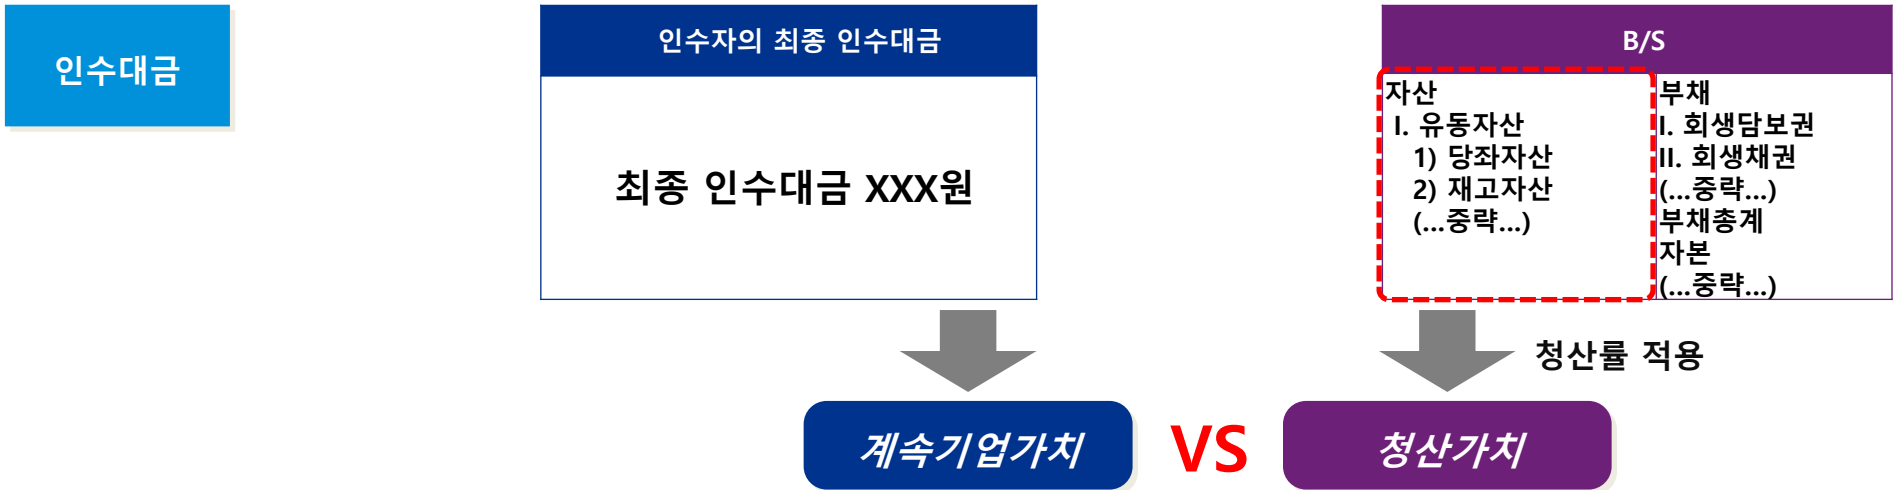 인수대금
인수자의 최종 인수대금
최종 인수대금 XXX원
B/S
자산
I. 유동자산
1) 당좌자산
2) 재고자산
(...중략...)
부채
I. 회생담보권
II. 회생채권
(...중략...)
부채총계
자본
(...중략...)
청산률 적용
계속기업가치
VS
청산가치